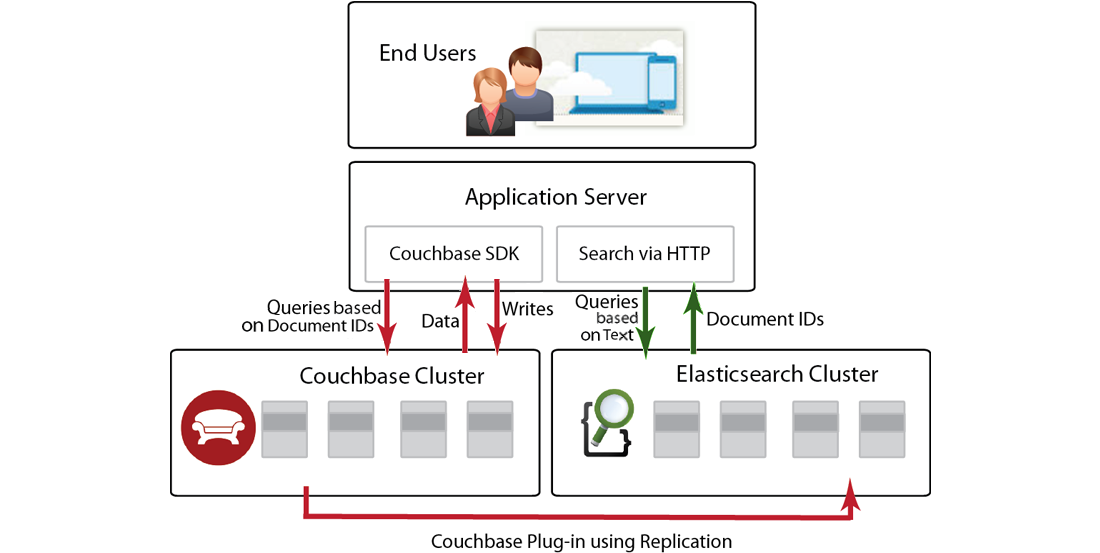 End Users
Application Server
Couchbase SDK
Search via HTTP
Queries based
on Document IDs
Data
Writes
Queries
based
on Text
Document IDs
Couchbase Cluster
Elasticsearch Cluster
Couchbase Plug-in using Replication